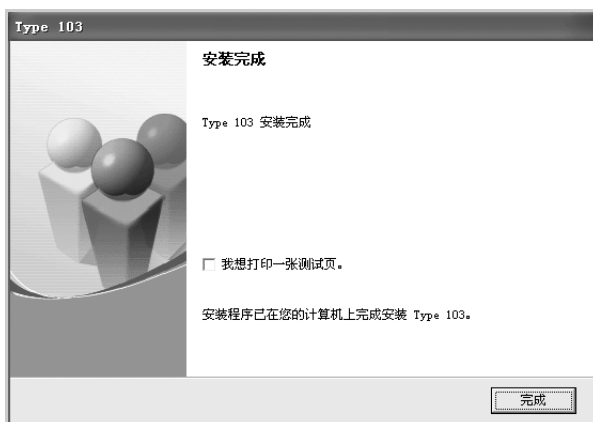 Type 103
安装完成
Type 103 安装完成
我想打印一张测试页。
安装程序已在您的计算机上完成安装 Type 103。
完成